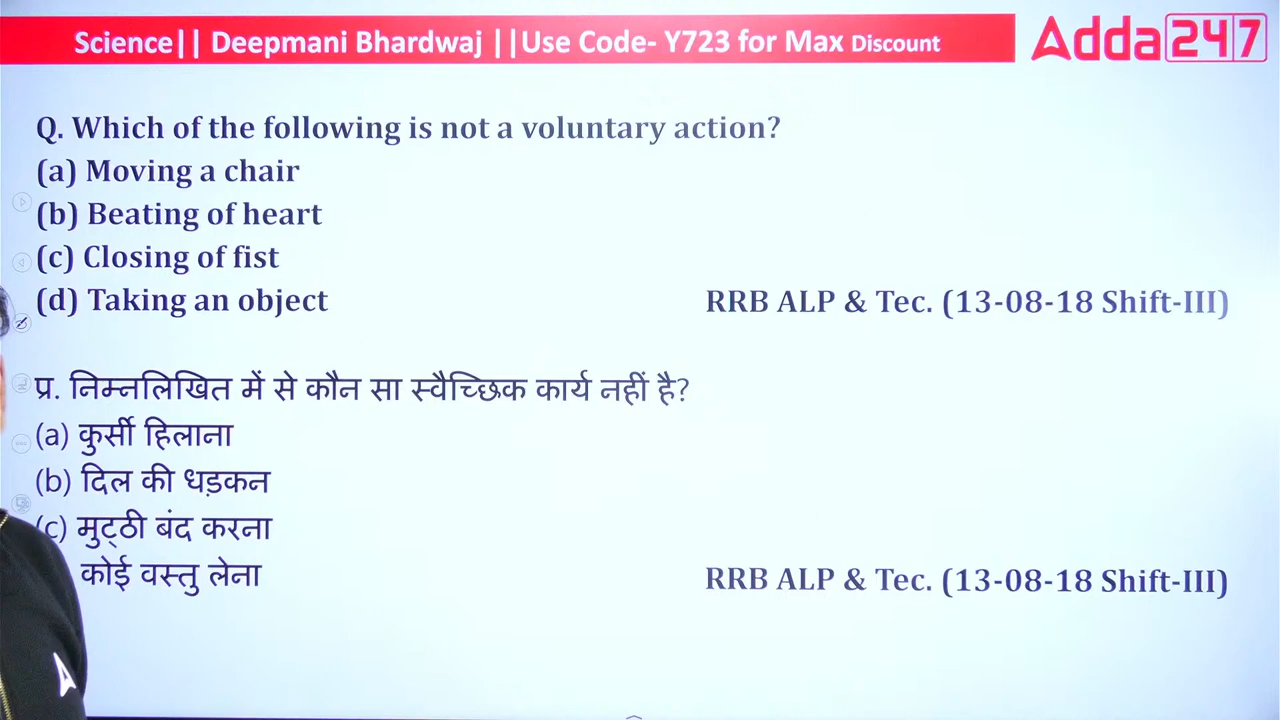 Science|| Deepmani Bhardwaj ||Use Code- Y723 for Max Discount
Adda247
Q. Which of the following is not a voluntary action?
(a) Moving a chair
(b) Beating of heart
(c) Closing of fist
(d) Taking an object
RRB ALP & Tec. (13-08-18 Shift-III)
प्र. निम्नलिखित में से कौन सा स्वैच्छिक कार्य नहीं है?
(a) कुर्सी हिलाना
(b) दिल की धड़कन
(c) मुट्ठी बंद करना
कोई वस्तु लेना
RRB ALP & Tec. (13-08-18 Shift-III)